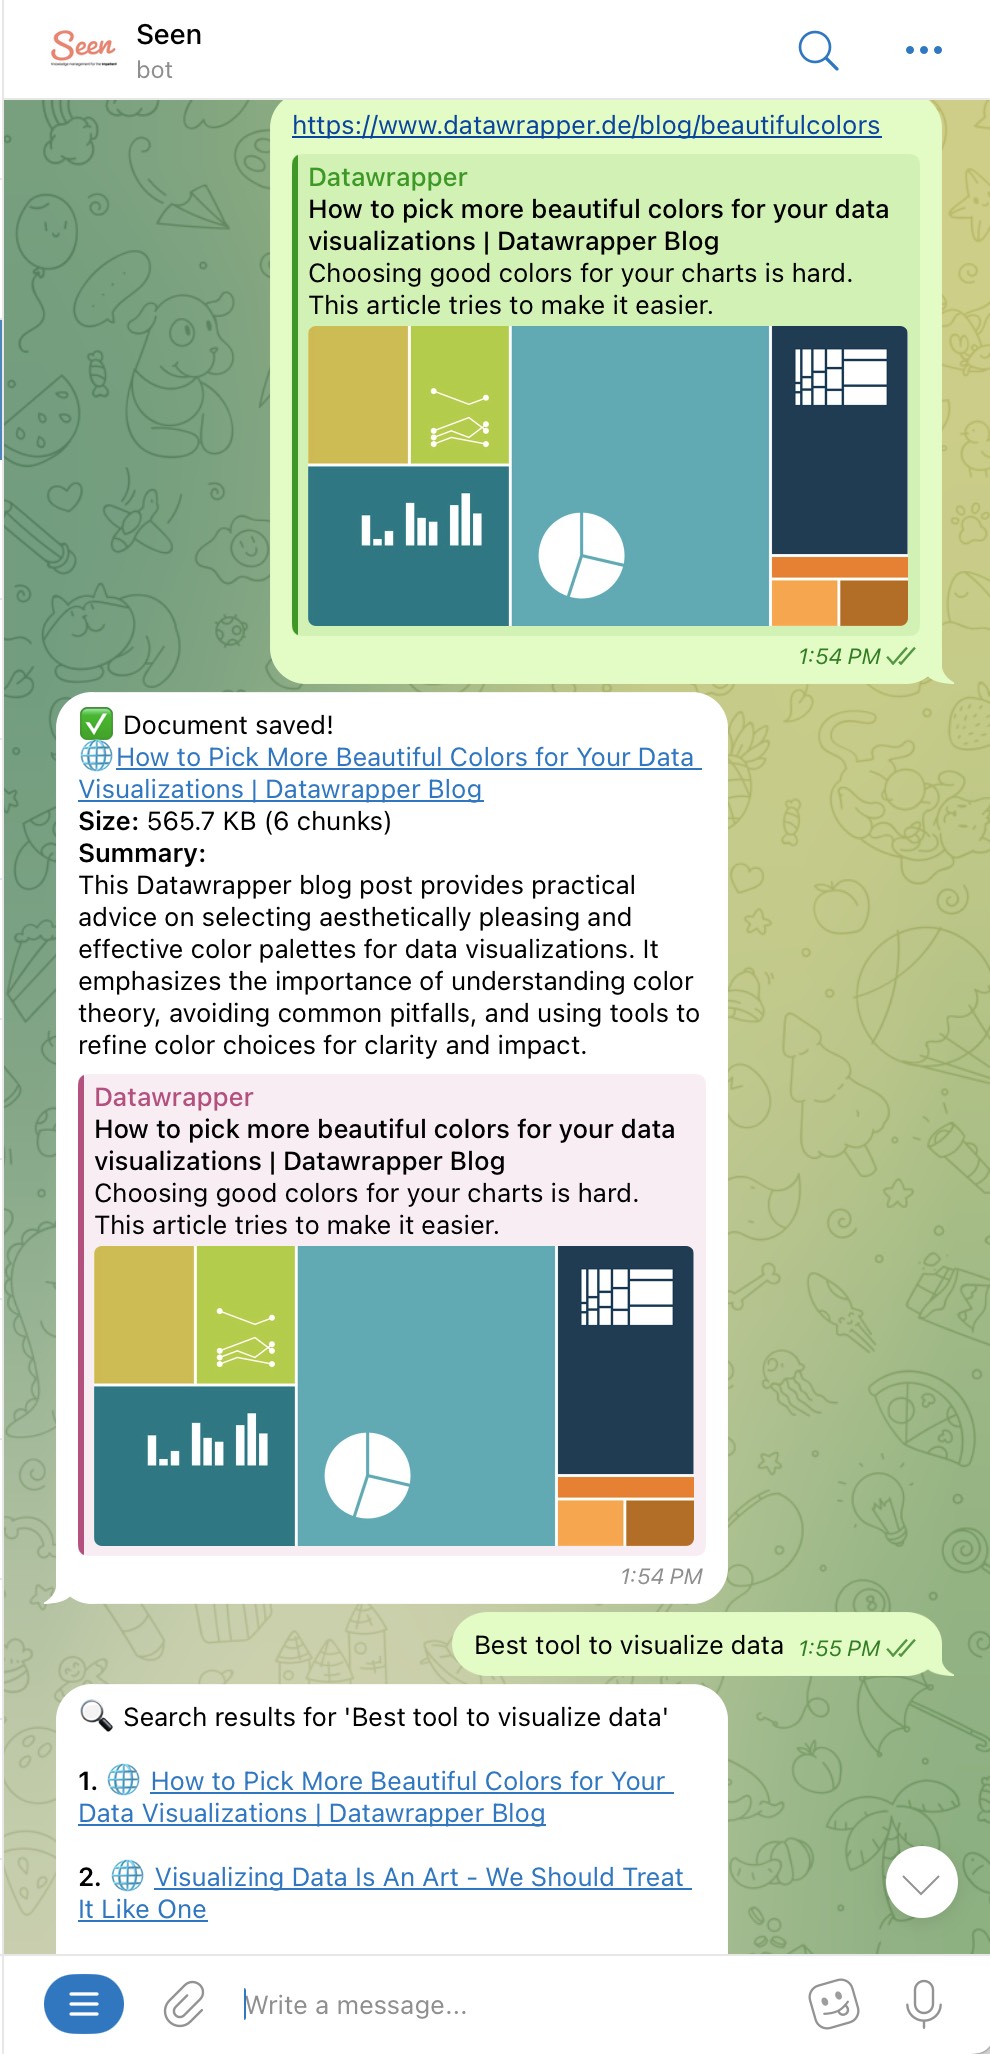 Seen
Seen
bot
https://www.datawrapper.de/blog/beautifulcolors
Datawrapper
How to pick more beautiful colors for your data
visualizations | Datawrapper Blog
Choosing good colors for your charts is hard.
This article tries to make it easier.
1:54 PM
Document saved!
How to Pick More Beautiful Colors for Your Data
Visualizations | Datawrapper Blog
Size: 565.7 KB (6 chunks)
Summary:
This Datawrapper blog post provides practical
advice on selecting aesthetically pleasing and
effective color palettes for data visualizations. It
emphasizes the importance of understanding color
theory, avoiding common pitfalls, and using tools to
refine color choices for clarity and impact.
Datawrapper
How to pick more beautiful colors for your data
visualizations | Datawrapper Blog
Choosing good colors for your charts is hard.
This article tries to make it easier.
1:54 PM
Best tool to visualize data 1:55 PM
Search results for 'Best tool to visualize data'
1. How to Pick More Beautiful Colors for Your
Data Visualizations | Datawrapper Blog
2. Visualizing Data Is An Art - We Should Treat
It Like One
Write a message...